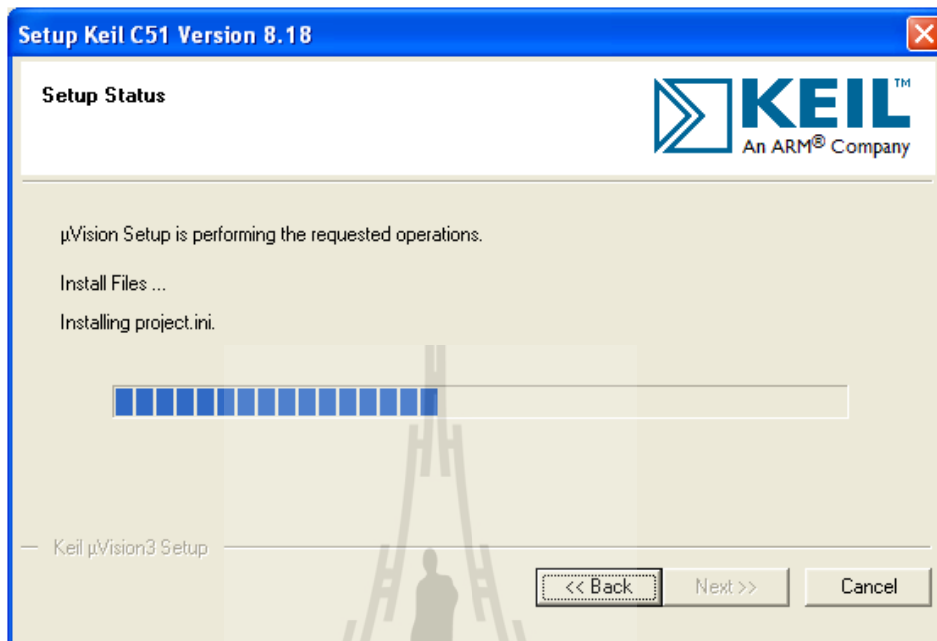 Setup Keil C51 Version 8.18
Setup Status
KEIL™
An ARM® Company
µVision Setup is performing the requested operations.
Install Files ...
Installing project.ini.
Keil µVision3 Setup
<< Back
Next >>
Cancel